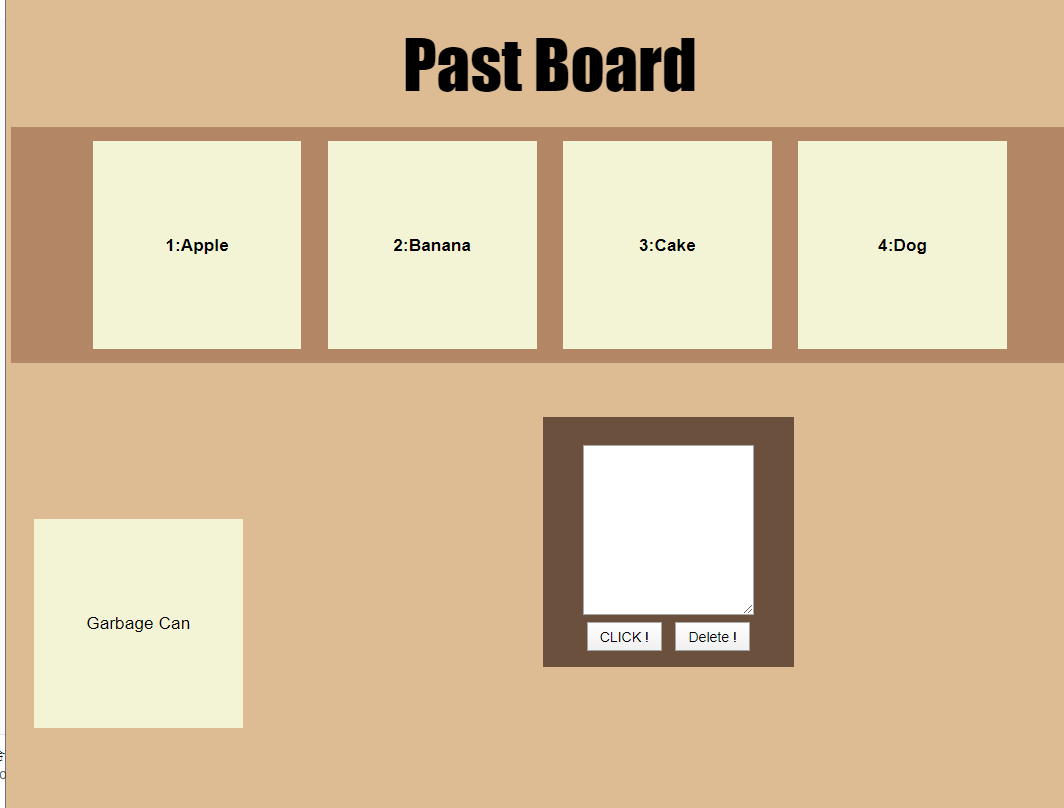 Past Board
1:Apple
2:Banana
3:Cake
4:Dog
Garbage Can
CLICK !
Delete !